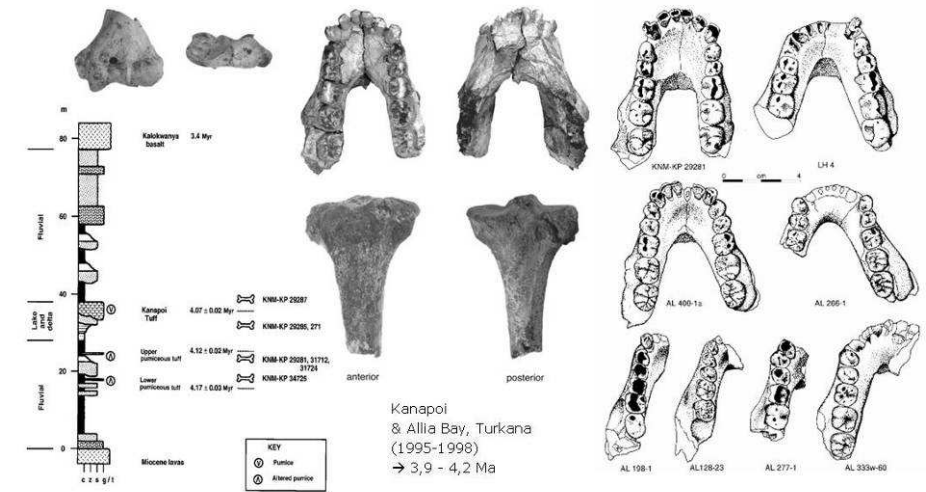 m
80
60
40
20
0
Fluvial
Lake and delta
Fluvial
c z s g/t
Kalokwanya basalt 3.4 Myr
KNM-KP 29287
Kanapoi Tuff 4.07 ± 0.02 Myr
KNM-KP 29285, 271
Upper pumiceous tuff 4.12 ± 0.02 Myr
KNM-KP 29281, 31712,
31724
KNM-KP 34725
Lower pumiceous tuff 4.17 ± 0.03 Myr
Miocene lavas
KEY
Pumice
Altered pumice
anterior
posterior
Kanapoi
& Allia Bay, Turkana
(1995-1998)
→ 3,9 – 4,2 Ma
KNM-KP 29281
LH 4
0 cm 4
AL 400-1a
AL 266-1
AL 198-1
AL128-23
AL 277-1
AL 333w-60